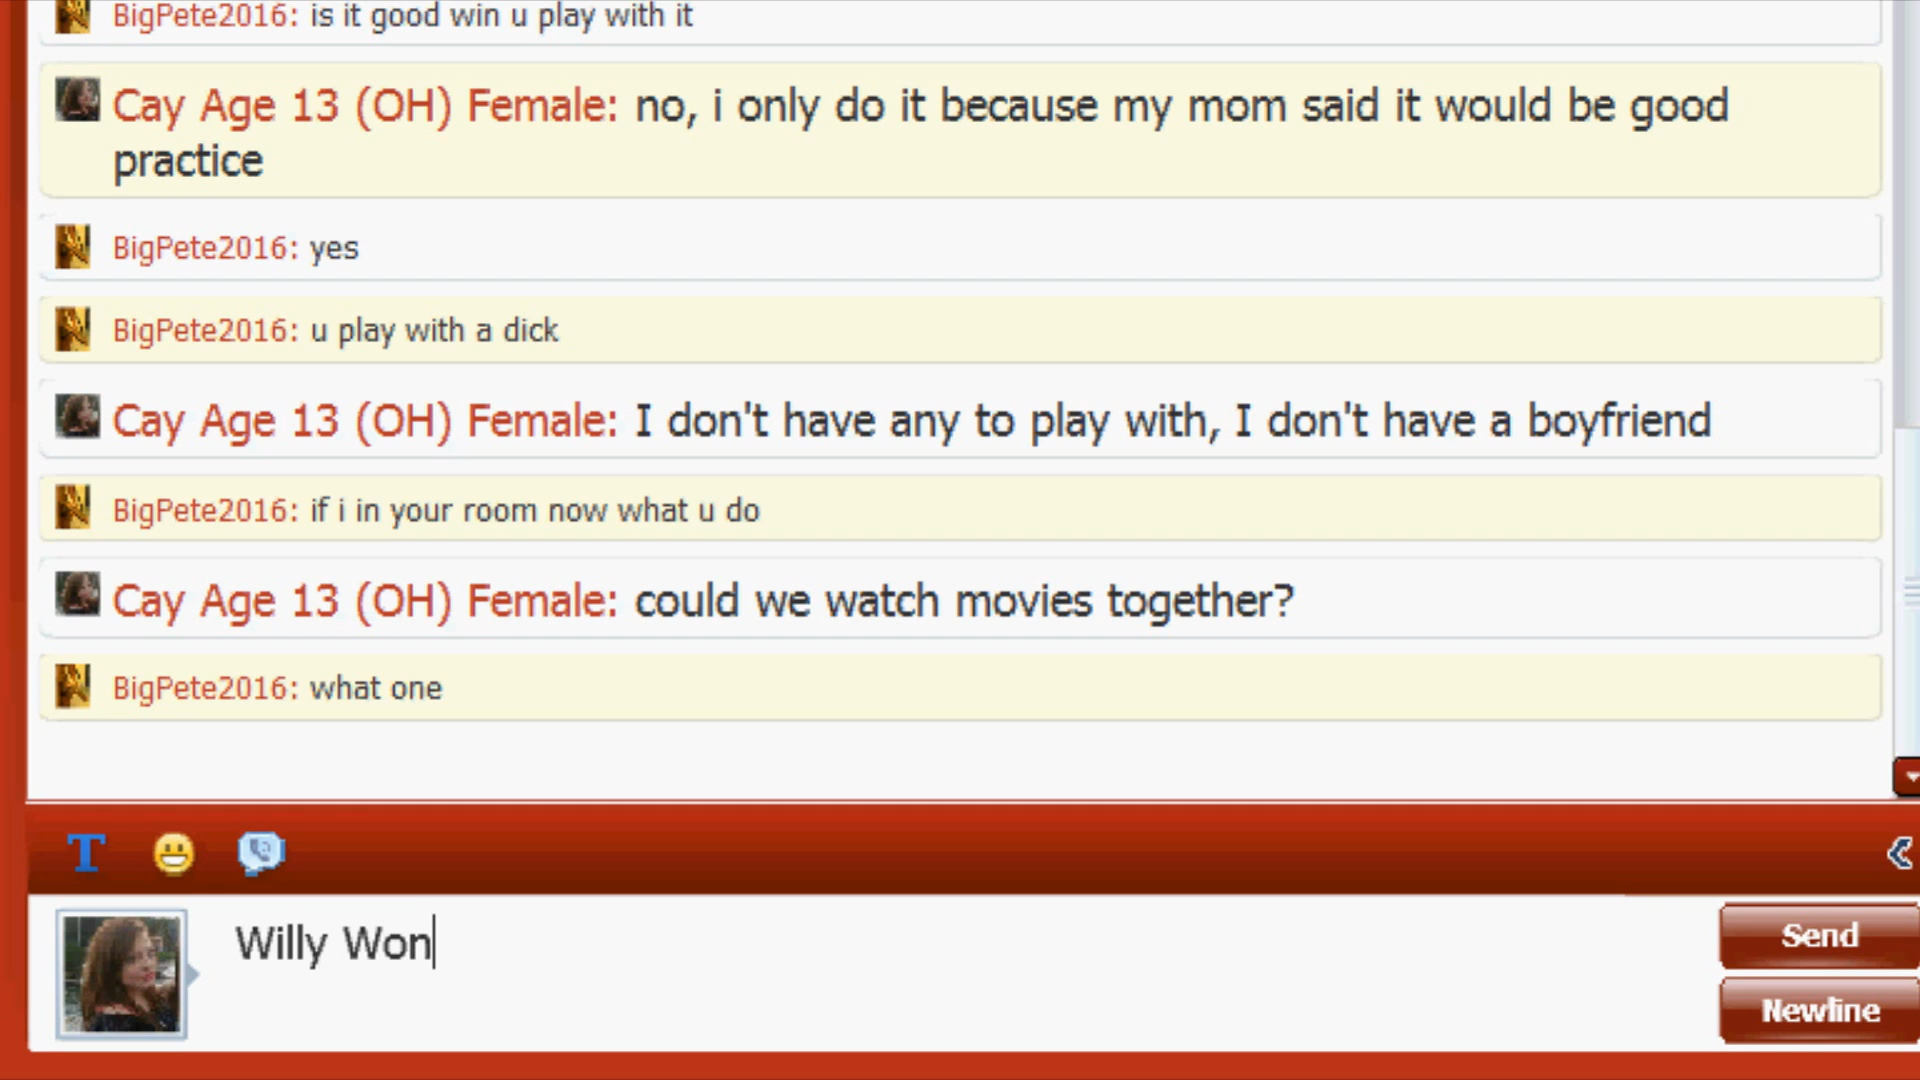 BigPete2016: is it good win u play with it
Cay Age 13 (OH) Female: no, i only do it because my mom said it would be good
practice
BigPete2016: yes
BigPete2016: u play with a dick
Cay Age 13 (OH) Female: I don't have any to play with, I don't have a boyfriend
BigPete2016: if i in your room now what u do
Cay Age 13 (OH) Female: could we watch movies together?
BigPete2016: what one
T
Willy Won
Send
Newline